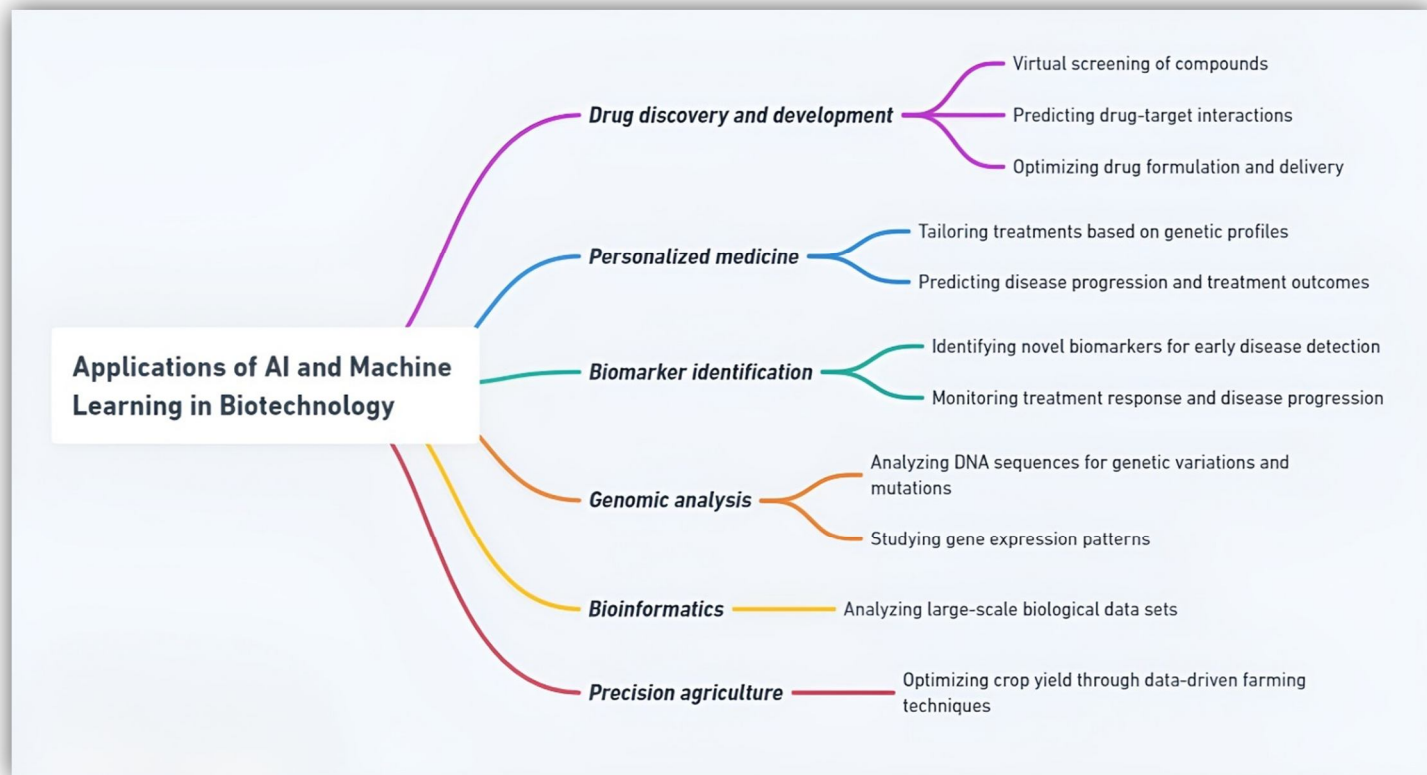 Applications of AI and Machine
Learning in Biotechnology
Drug discovery and development
Virtual screening of compounds
Predicting drug-target interactions
Optimizing drug formulation and delivery
Personalized medicine
Tailoring treatments based on genetic profiles
Predicting disease progression and treatment outcomes
Biomarker identification
Identifying novel biomarkers for early disease detection
Monitoring treatment response and disease progression
Genomic analysis
Analyzing DNA sequences for genetic variations and
mutations
Studying gene expression patterns
Bioinformatics
Analyzing large-scale biological data sets
Precision agriculture
Optimizing crop yield through data-driven farming
techniques